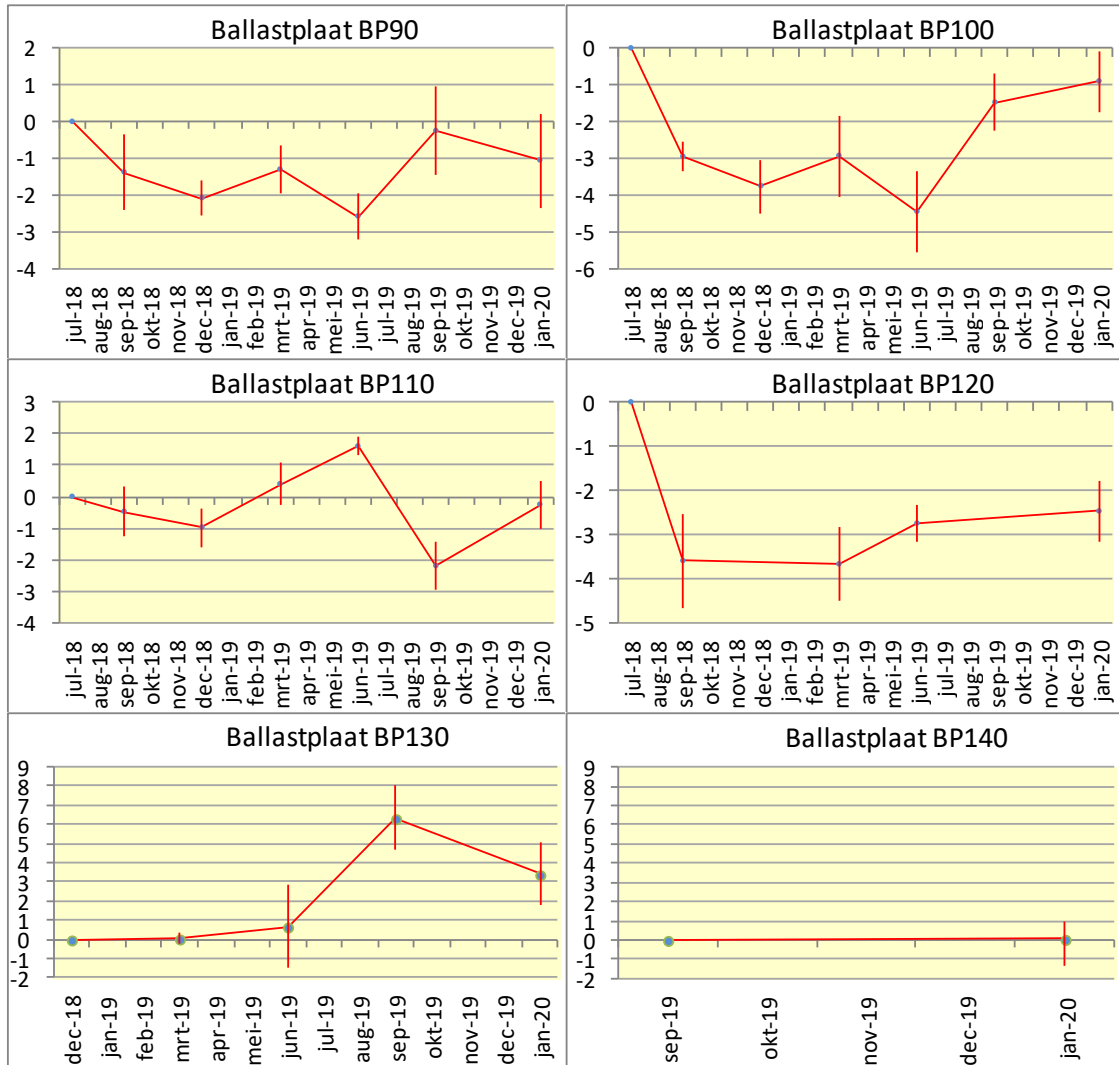 Ballastplaat BP90
2
1
0
-1
-2
-3
-4
jul-18
aug-18
sep-18
okt-18
nov-18
dec-18
jan-19
feb-19
mrt-19
apr-19
mei-19
jun-19
jul-19
aug-19
sep-19
okt-19
nov-19
dec-19
jan-20
Ballastplaat BP100
0
-1
-2
-3
-4
-5
-6
jul-18
aug-18
sep-18
okt-18
nov-18
dec-18
jan-19
feb-19
mrt-19
apr-19
mei-19
jun-19
jul-19
aug-19
sep-19
okt-19
nov-19
dec-19
jan-20
Ballastplaat BP110
3
2
1
0
-1
-2
-3
-4
jul-18
aug-18
sep-18
okt-18
nov-18
dec-18
jan-19
feb-19
mrt-19
apr-19
mei-19
jun-19
jul-19
aug-19
sep-19
okt-19
nov-19
dec-19
jan-20
Ballastplaat BP120
0
-1
-2
-3
-4
-5
jul-18
aug-18
sep-18
okt-18
nov-18
dec-18
jan-19
feb-19
mrt-19
apr-19
mei-19
jun-19
jul-19
aug-19
sep-19
okt-19
nov-19
dec-19
jan-20
Ballastplaat BP130
9
8
7
6
5
4
3
2
1
0
-1
-2
dec-18
jan-19
feb-19
mrt-19
apr-19
mei-19
jun-19
jul-19
aug-19
sep-19
okt-19
nov-19
dec-19
jan-20
Ballastplaat BP140
9
8
7
6
5
4
3
2
1
0
-1
-2
sep-19
okt-19
nov-19
dec-19
jan-20